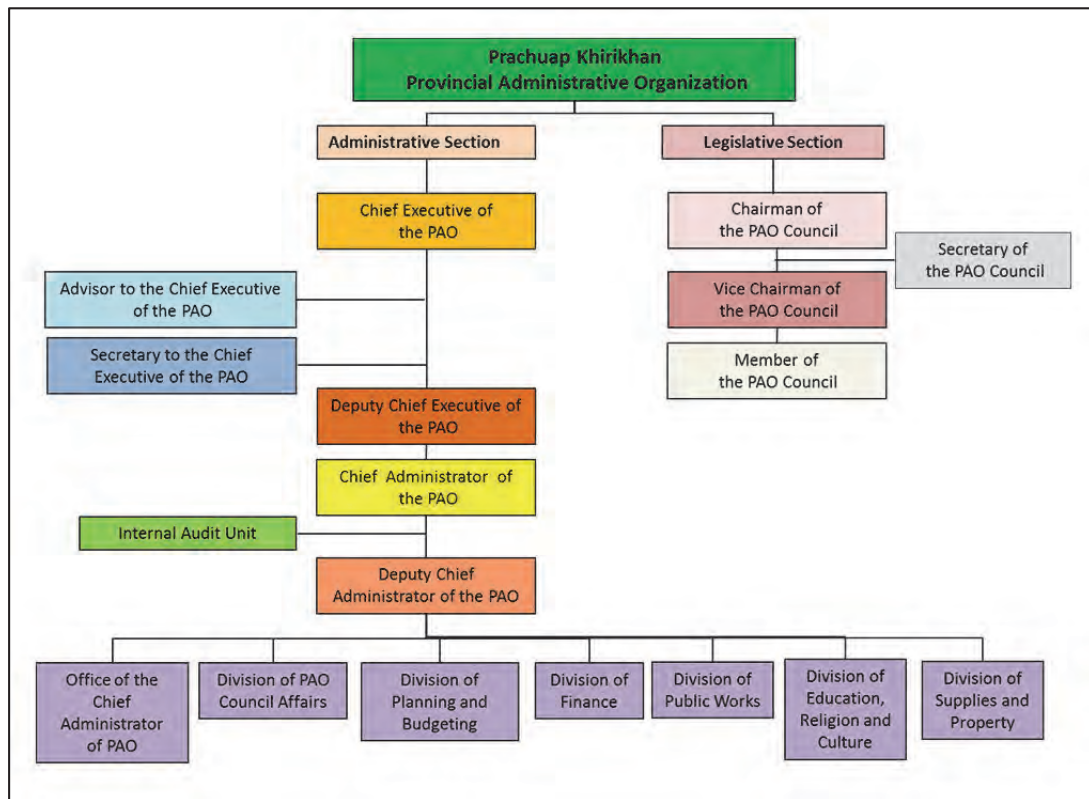 Prachuap Khirikhan
Provincial Administrative Organization
Administrative Section
Legislative Section
Chief Executive of
the PAO
Chairman of
the PAO Council
Secretary of
the PAO Council
Advisor to the Chief Executive
of the PAO
Vice Chairman of
the PAO Council
Secretary to the Chief
Executive of the PAO
Member of
the PAO Council
Deputy Chief Executive of
the PAO
Chief Administrator of
the PAO
Internal Audit Unit
Deputy Chief
Administrator of the PAO
Office of the
Chief
Administrator
of PAO
Division of PAO
Council Affairs
Division of
Planning and
Budgeting
Division of
Finance
Division of
Public Works
Division of
Education,
Religion and
Culture
Division of
Supplies and
Property